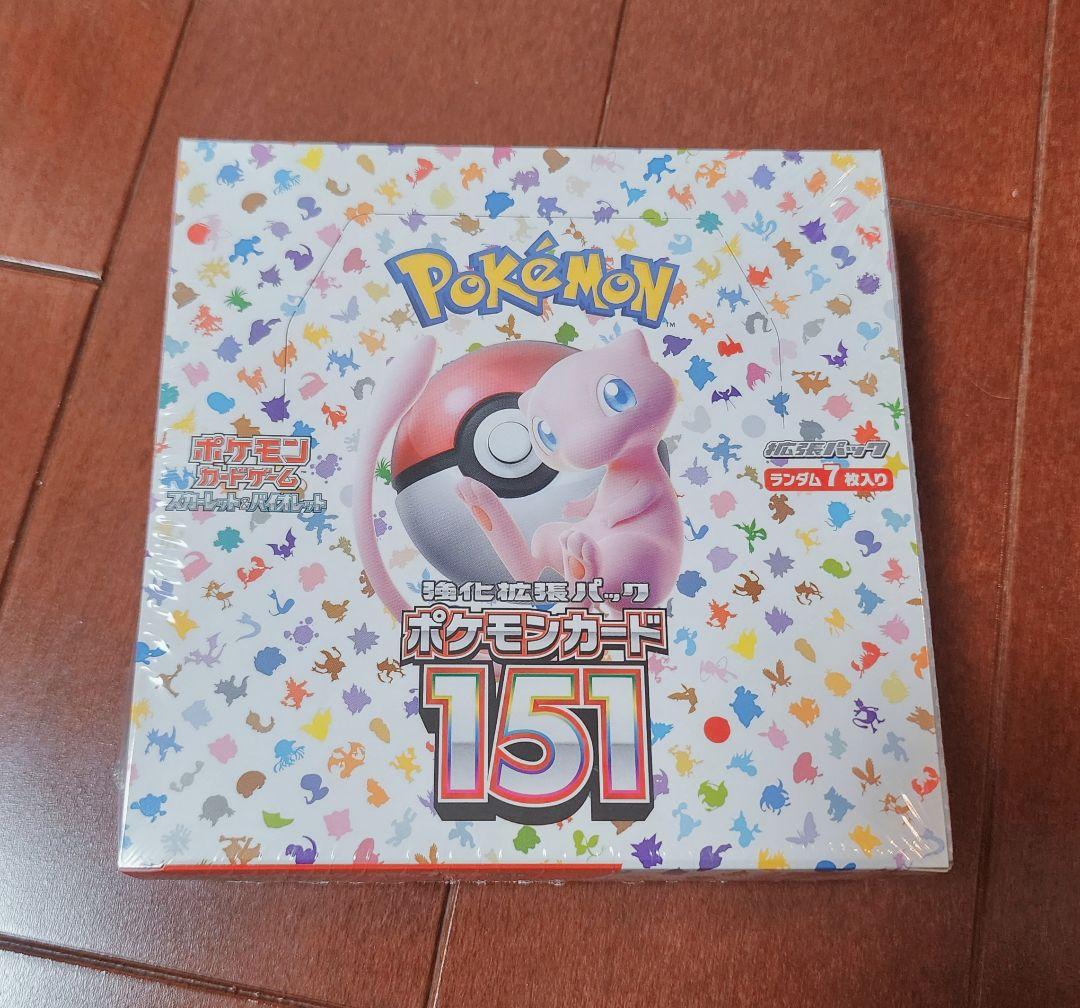 POKéMON
TM
ポケモン
カードゲーム
スカーレット&バイオレット
拡張パック
ランダム7枚入り
強化拡張パック
ポケモンカード
151